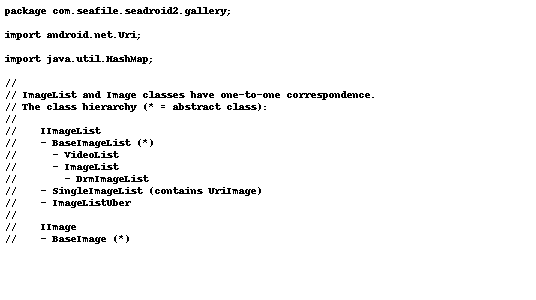 package com.seafile.seadroid2.gallery;

import android.net.Uri;

import java.util.HashMap;

//
// ImageList and Image classes have one-to-one correspondence.
// The class hierarchy (* = abstract class):
//
//    IImageList
//    - BaseImageList (*)
//      - VideoList
//      - ImageList
//        - DrmImageList
//    - SingleImageList (contains UriImage)
//    - ImageListUber
//
//    IImage
//    - BaseImage (*)